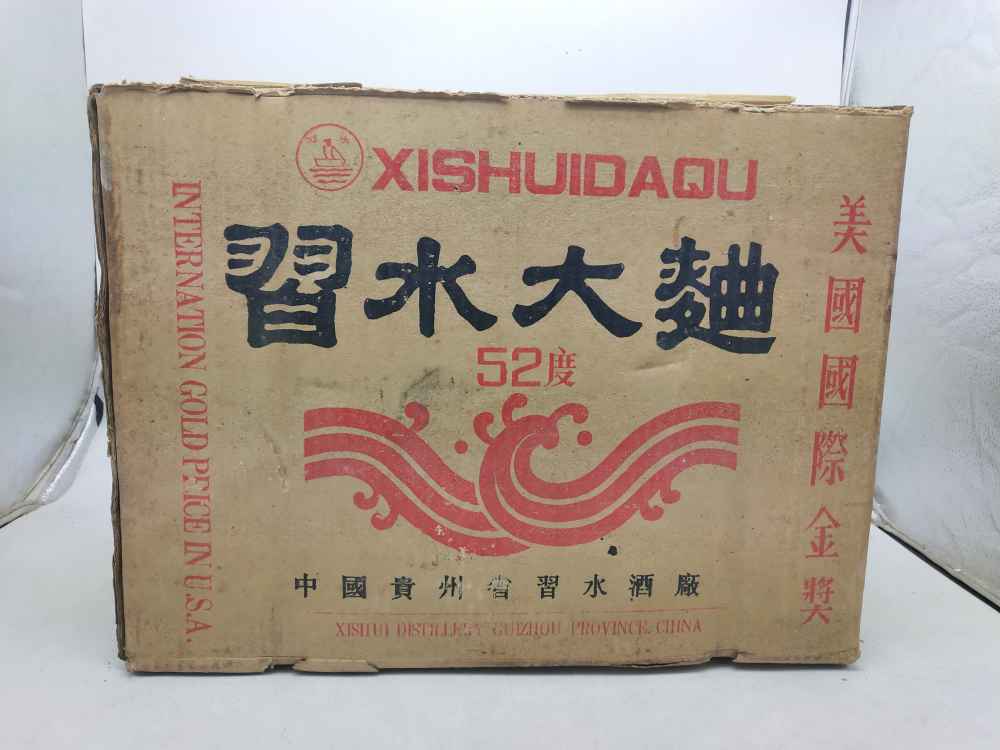 XISHUIDAQU
習水大麯
52度
中國貴州省習水酒廠
XISHUI DISTILLERY GUIZHOU PROVINCE. CHINA
INTERNATION GOLD PEICE IN U.S.A.
美國國際金獎